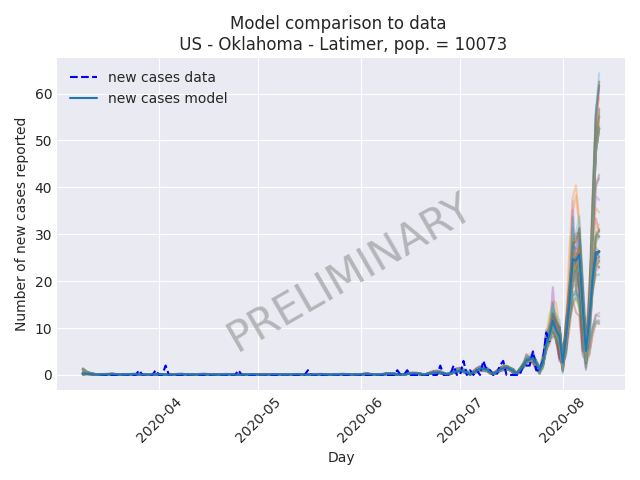 Model comparison to data
US - Oklahoma - Latimer, pop. = 10073
new cases data
new cases model
Number of new cases reported
60
50
40
30
20
10
0
PRELIMINARY
2020-04
2020-05
2020-06
2020-07
2020-08
Day